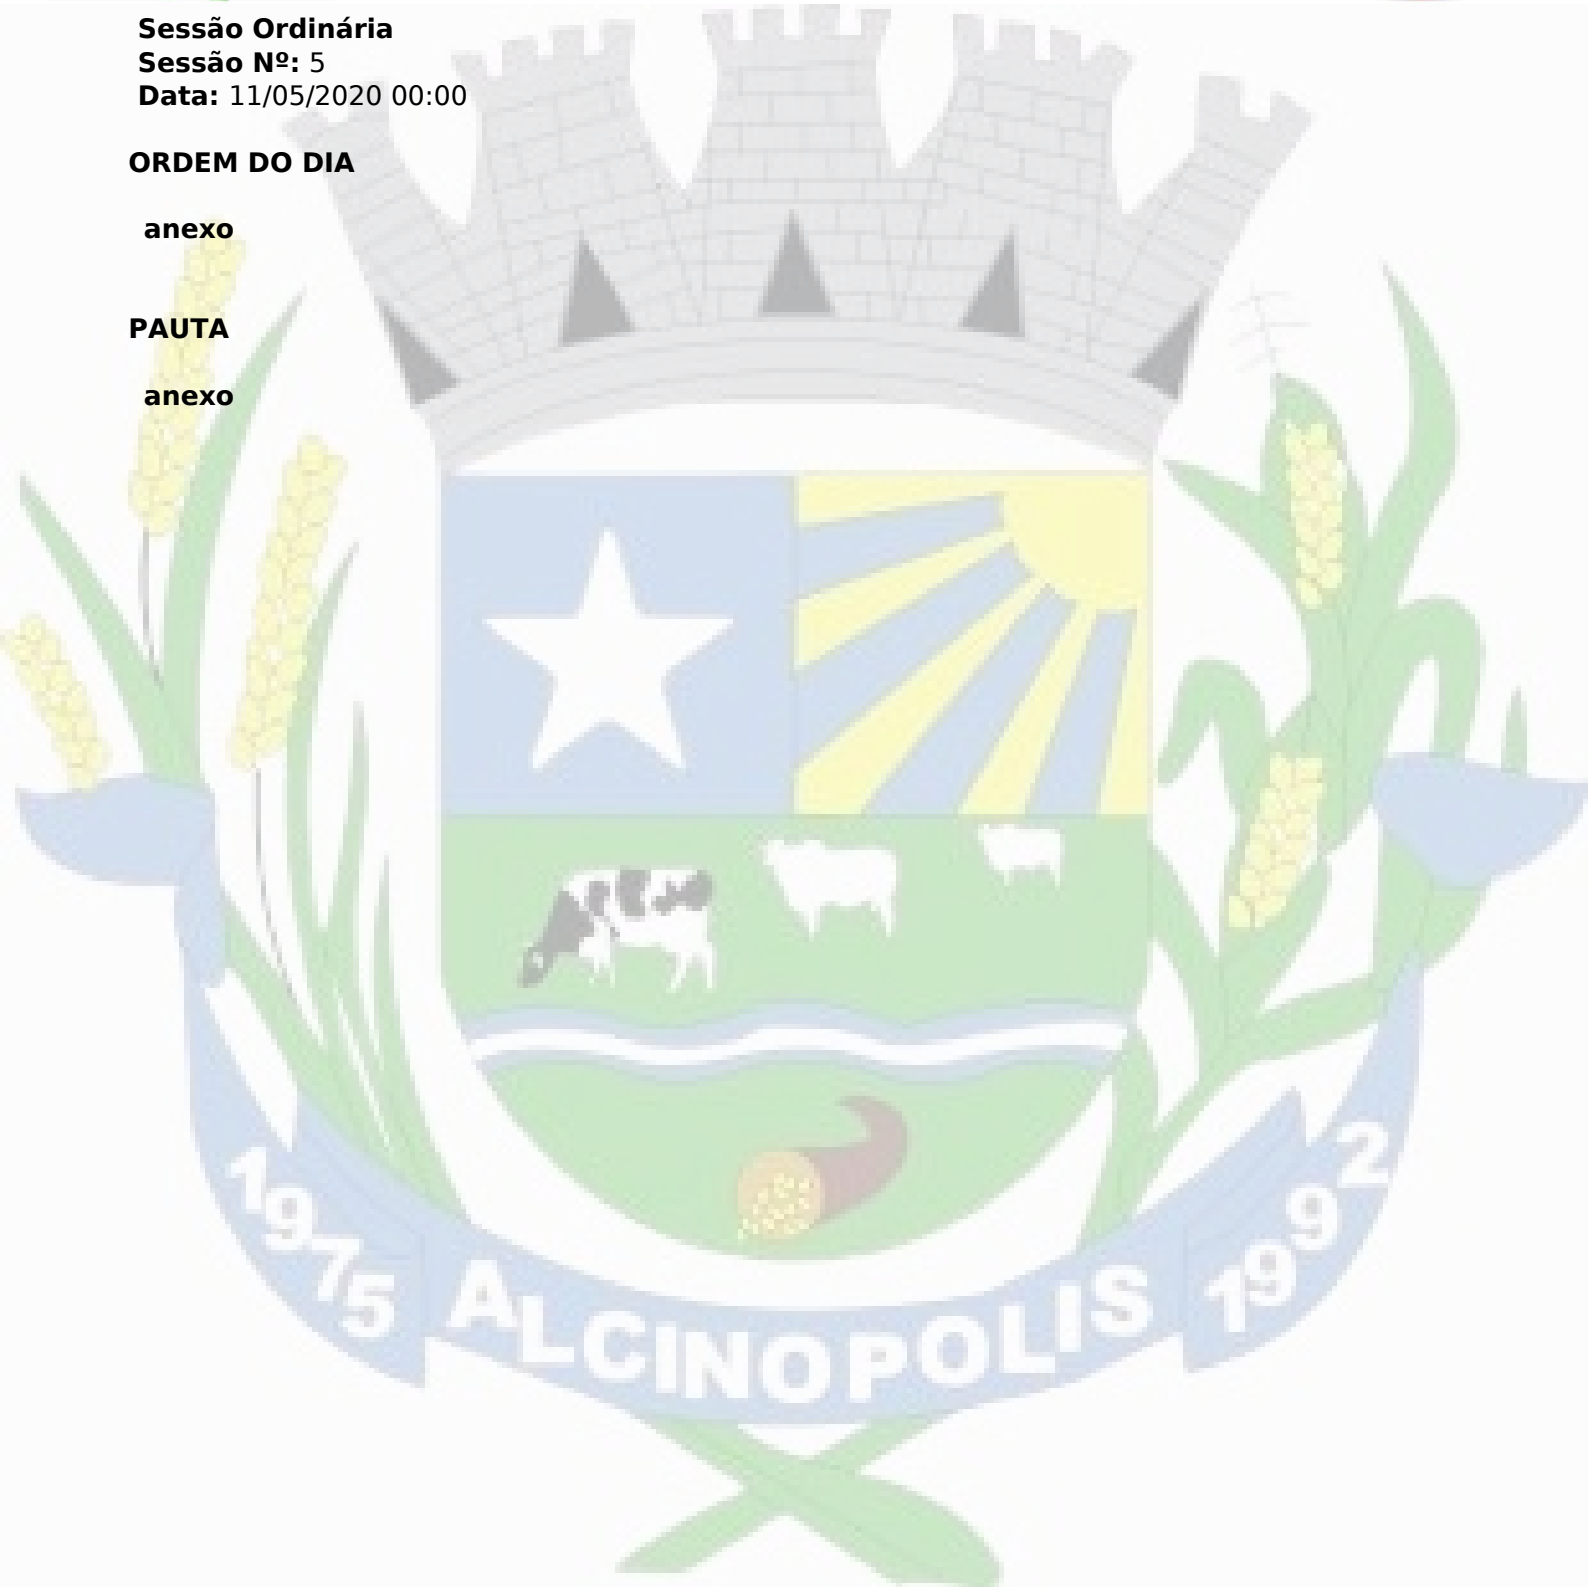 Sessão Ordinária
Sessão Nº: 5
Data: 11/05/2020 00:00
ORDEM DO DIA
anexo
PAUTA
anexo
1975 ALCINOPOLIS 1992